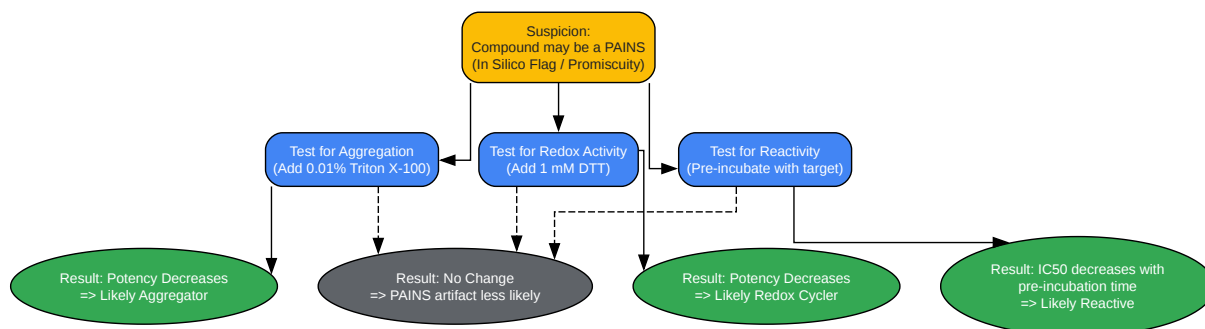 Suspicion:
Compound may be a PAINS
(In Silico Flag / Promiscuity)
Test for Aggregation
(Add 0.01% Triton X-100)
Test for Redox Activity
(Add 1 mM DTT)
Test for Reactivity
(Pre-incubate with target)
Result: Potency Decreases
=> Likely Aggregator
Result: No Change
=> PAINS artifact less likely
Result: Potency Decreases
=> Likely Redox Cycler
Result: IC50 decreases with
pre-incubation time
=> Likely Reactive